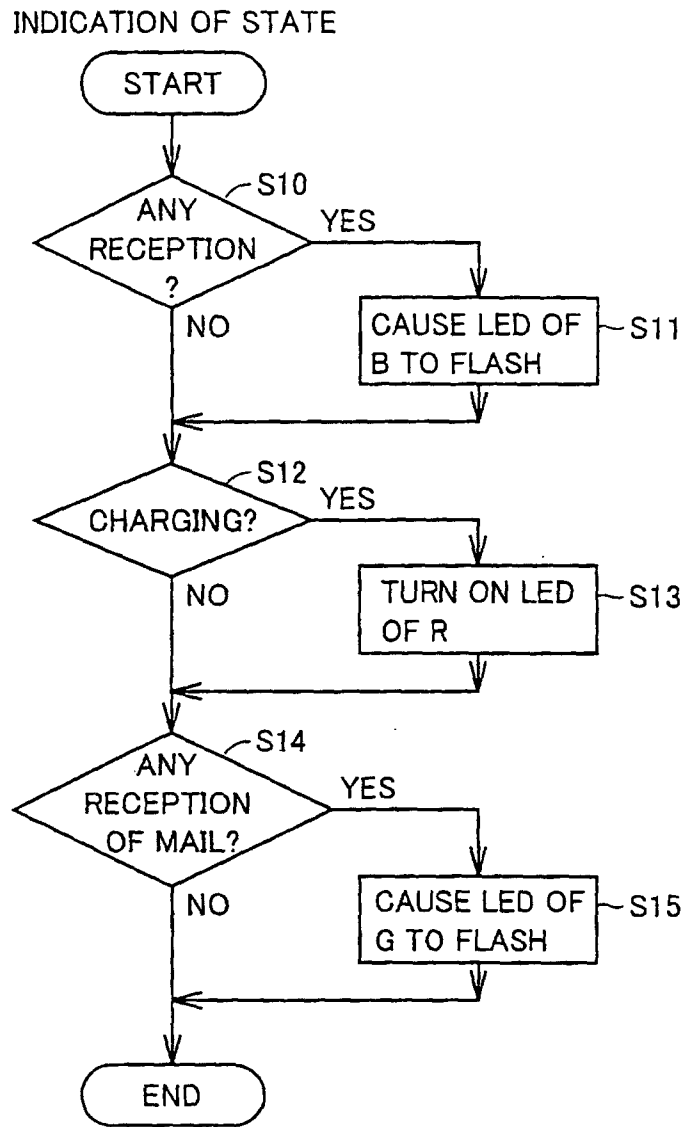 INDICATION OF STATE
START
S10
ANY
RECEPTION
?
YES
NO
CAUSE LED OF
B TO FLASH
S11
S12
CHARGING?
YES
NO
TURN ON LED
OF R
S13
S14
ANY
RECEPTION
OF MAIL?
YES
NO
CAUSE LED OF
G TO FLASH
S15
END